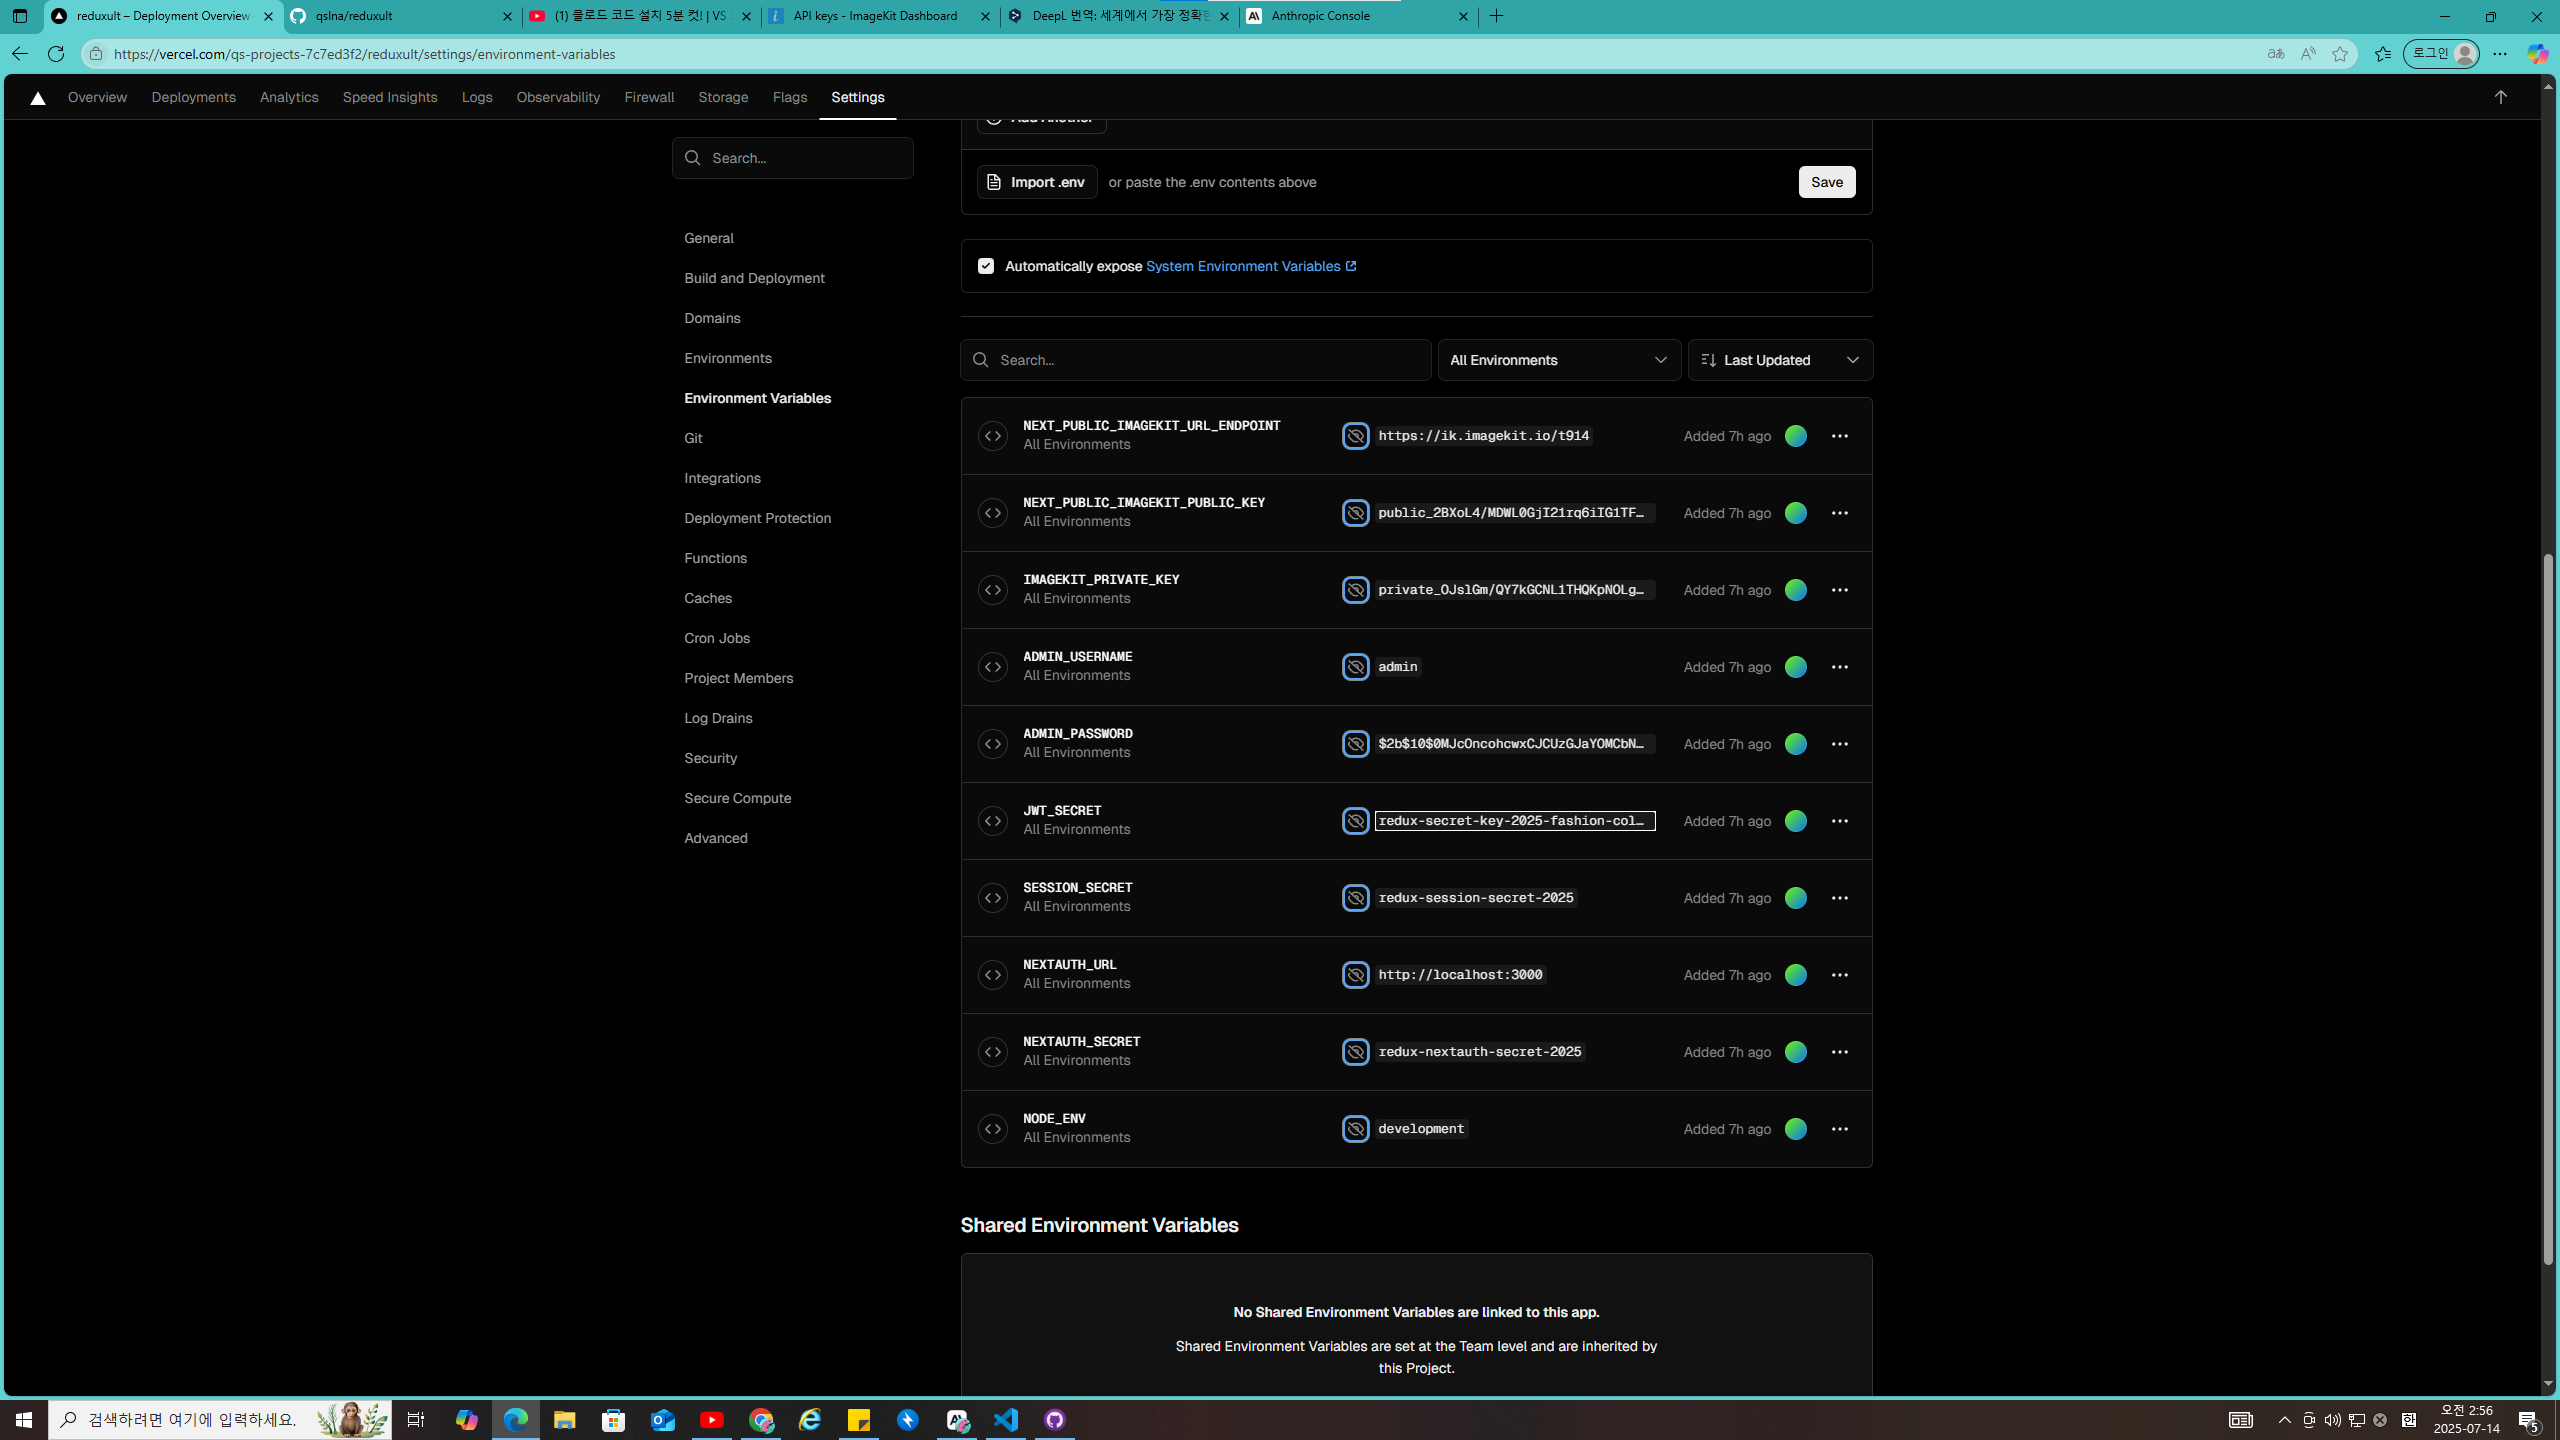 reduxult – Deployment Overview
qslna/reduxult
(1) 클로드 코드 설치 5분 컷! | VS
API keys - ImageKit Dashboard
DeepL 번역: 세계에서 가장 정확한
Anthropic Console
https://vercel.com/qs-projects-7c7ed3f2/reduxult/settings/environment-variables
로그인
Overview
Deployments
Analytics
Speed Insights
Logs
Observability
Firewall
Storage
Flags
Settings
Add Another
Search...
Import .env
or paste the .env contents above
Save
General
Build and Deployment
Domains
Environments
Environment Variables
Git
Integrations
Deployment Protection
Functions
Caches
Cron Jobs
Project Members
Log Drains
Security
Secure Compute
Advanced
Automatically expose System Environment Variables
Search...
All Environments
Last Updated
NEXT_PUBLIC_IMAGEKIT_URL_ENDPOINT
All Environments
https://ik.imagekit.io/t914
Added 7h ago
NEXT_PUBLIC_IMAGEKIT_PUBLIC_KEY
All Environments
public_2BXoL4/MDWL0GjI21rq6iIG1TF…
Added 7h ago
IMAGEKIT_PRIVATE_KEY
All Environments
private_OJslGm/QY7kGCNL1THQKpNOLg…
Added 7h ago
ADMIN_USERNAME
All Environments
admin
Added 7h ago
ADMIN_PASSWORD
All Environments
$2b$10$0MJcOncohcwxCJCUzGJaYOMCbN…
Added 7h ago
JWT_SECRET
All Environments
redux-secret-key-2025-fashion-col…
Added 7h ago
SESSION_SECRET
All Environments
redux-session-secret-2025
Added 7h ago
NEXTAUTH_URL
All Environments
http://localhost:3000
Added 7h ago
NEXTAUTH_SECRET
All Environments
redux-nextauth-secret-2025
Added 7h ago
NODE_ENV
All Environments
development
Added 7h ago
Shared Environment Variables
No Shared Environment Variables are linked to this app.
Shared Environment Variables are set at the Team level and are inherited by
this Project.
검색하려면 여기에 입력하세요.
한
오전 2:56
2025-07-14
5